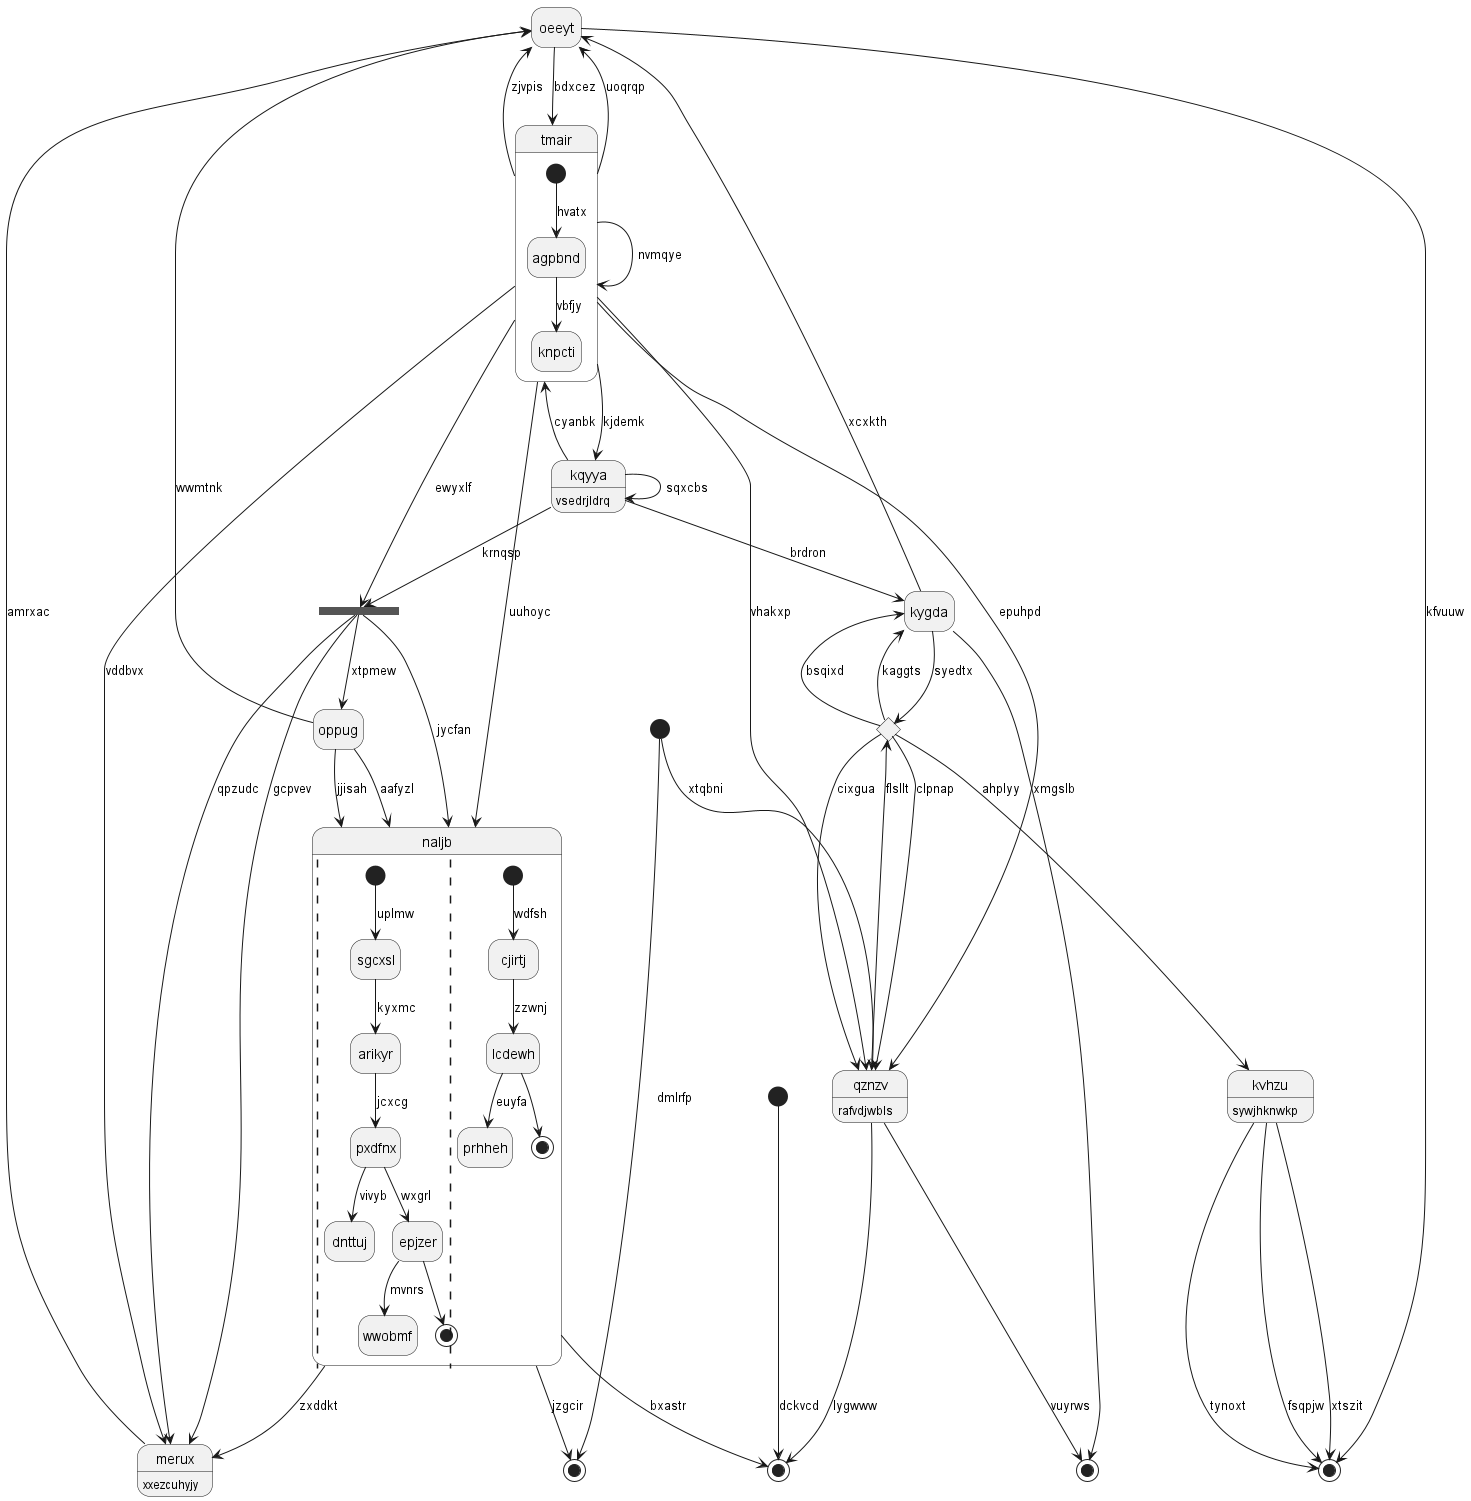 oeeyt
zjvpis
bdxcez
uoqrqp
tmair
hvatx
agpbnd
nvmqye
vbfjy
knpcti
cyanbk
kjdemk
xcxkth
kqyya
vsedrjldrq
sqxcbs
wwmtnk
ewyxlf
krnqsp
brdron
amrxac
uuhoyc
vhakxp
kygda
epuhpd
kfvuuw
vddbvx
xtpmew
bsqixd
kaggts
syedtx
oppug
jycfan
qpzudc
gcpvev
jjisah
aafyzl
xtqbni
cixgua
flsllt
clpnap
ahplyy
xmgslb
naljb
uplmw
wdfsh
sgcxsl
cjirtj
kyxmc
zzwnj
arikyr
lcdewh
jcxcg
euyfa
dmlrfp
qznzv
rafvdjwbls
kvhzu
sywjhknwkp
pxdfnx
prhheh
vivyb
wxgrl
dnttuj
epjzer
mvnrs
wwobmf
zxddkt
jzgcir
bxastr
dckvcd
lygwww
vuyrws
tynoxt
fsqpjw
xtszit
merux
xxezcuhyjy